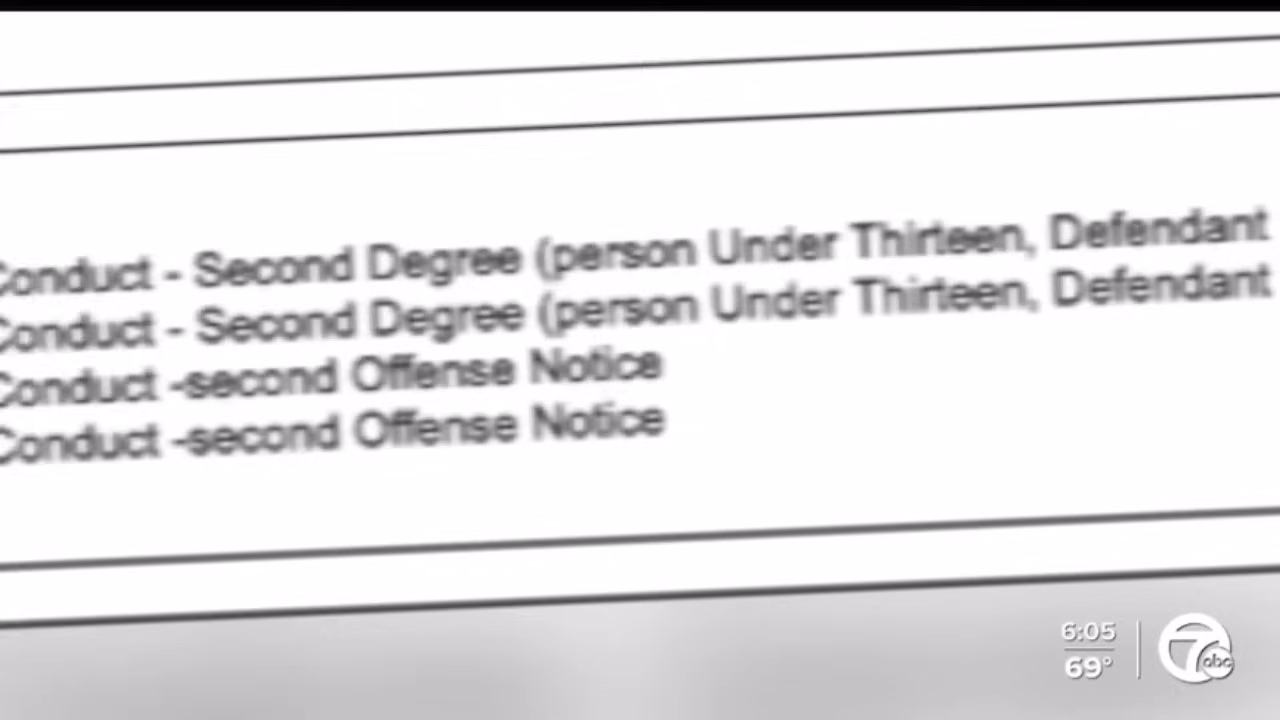 Conduct - Second Degree (person Under Thirteen, Defendant
Conduct - Second Degree (person Under Thirteen, Defendant
Conduct -second Offense Notice
Conduct -second Offense Notice
6:05
69°
7
abc